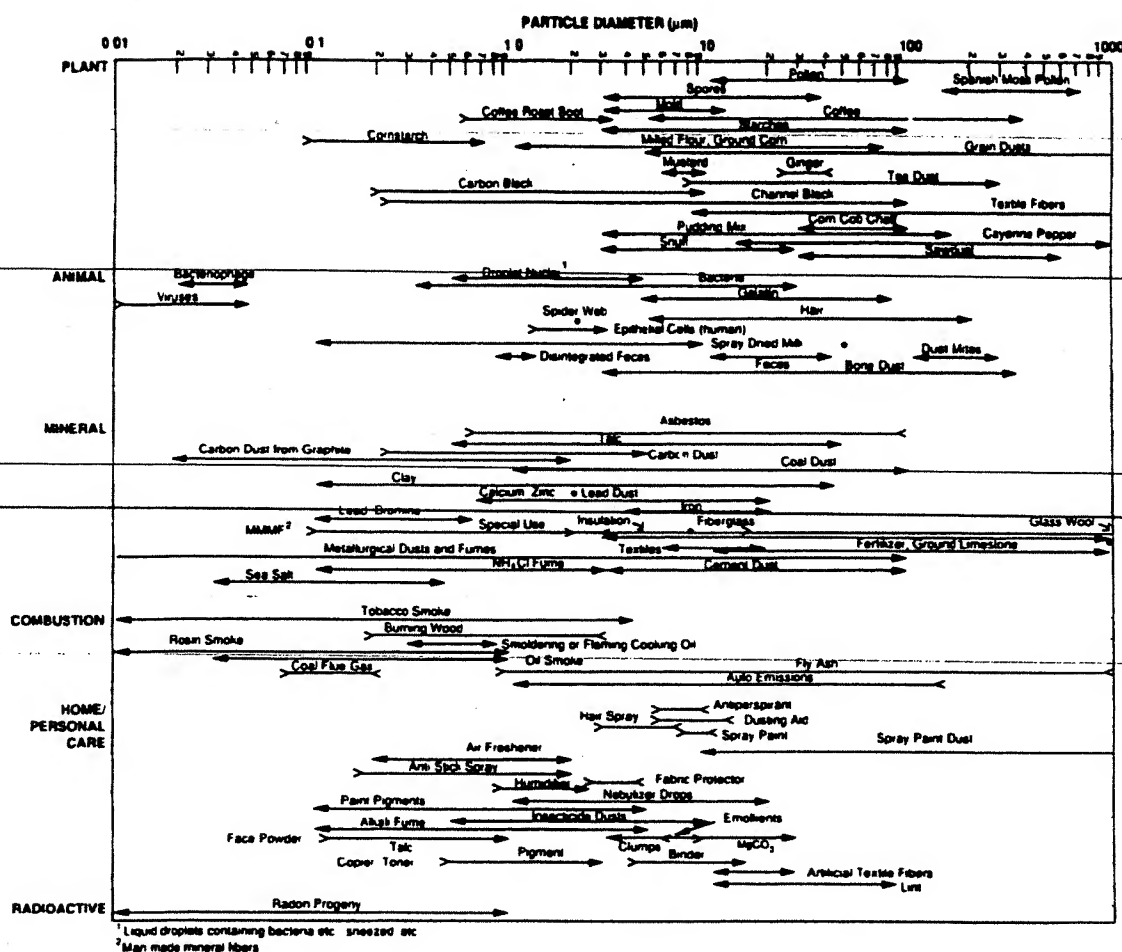 PARTICLE DIAMETER (µm)
0 01 0 1 1 0 10 100 1000
PLANT
Pollen
Spanish Moss Pollen
Spores
Mold
Coffee Roast Soot
Coffee
Starches
Cornstarch
Milled Flour, Ground Corn
Grain Dusts
Mustard
Ginger
Tea Dust
Carbon Black
Channel Black
Textile Fibers
Corn Cob Chaff
Pudding Mix
Cayenne Pepper
Snuff
Sawdust
ANIMAL
Bacteriophage
Droplet Nuclei 1
Bacteria
Viruses
Gelatin
Spider Web
Hair
Epithelial Cells (human)
Spray Dried Milk
Disintegrated Feces
Feces
Bone Dust
Dust Mites
MINERAL
Asbestos
Talc
Carbon Dust from Graphite
Carbon Dust
Coal Dust
Clay
Calcium Zinc
Lead Dust
Iron
Lead Bromine
MMMF 2
Special Use
Insulation
Fiberglass
Glass Wool
Metallurgical Dusts and Fumes
Textiles
Fertilizer, Ground Limestone
NH4Cl Fume
Cement Dust
Sea Salt
COMBUSTION
Tobacco Smoke
Burning Wood
Rosin Smoke
Smoldering or Flaming Cooking Oil
Oil Smoke
Coal Flue Gas
Fly Ash
Auto Emissions
HOME/
PERSONAL
CARE
Antiperspirant
Hair Spray
Dusting Aid
Spray Paint
Spray Paint Dust
Air Freshener
Anti Stick Spray
Humidifier
Fabric Protector
Nebulizer Drops
Paint Pigments
Insecticide Dusts
Emollients
Alkali Fume
Face Powder
Talc
Clumps
MgCO3
Copier Toner
Pigment
Binder
Artificial Textile Fibers
Lint
RADIOACTIVE
Radon Progeny
1 Liquid droplets containing bacteria etc sneezed etc
2 Man made mineral fibers